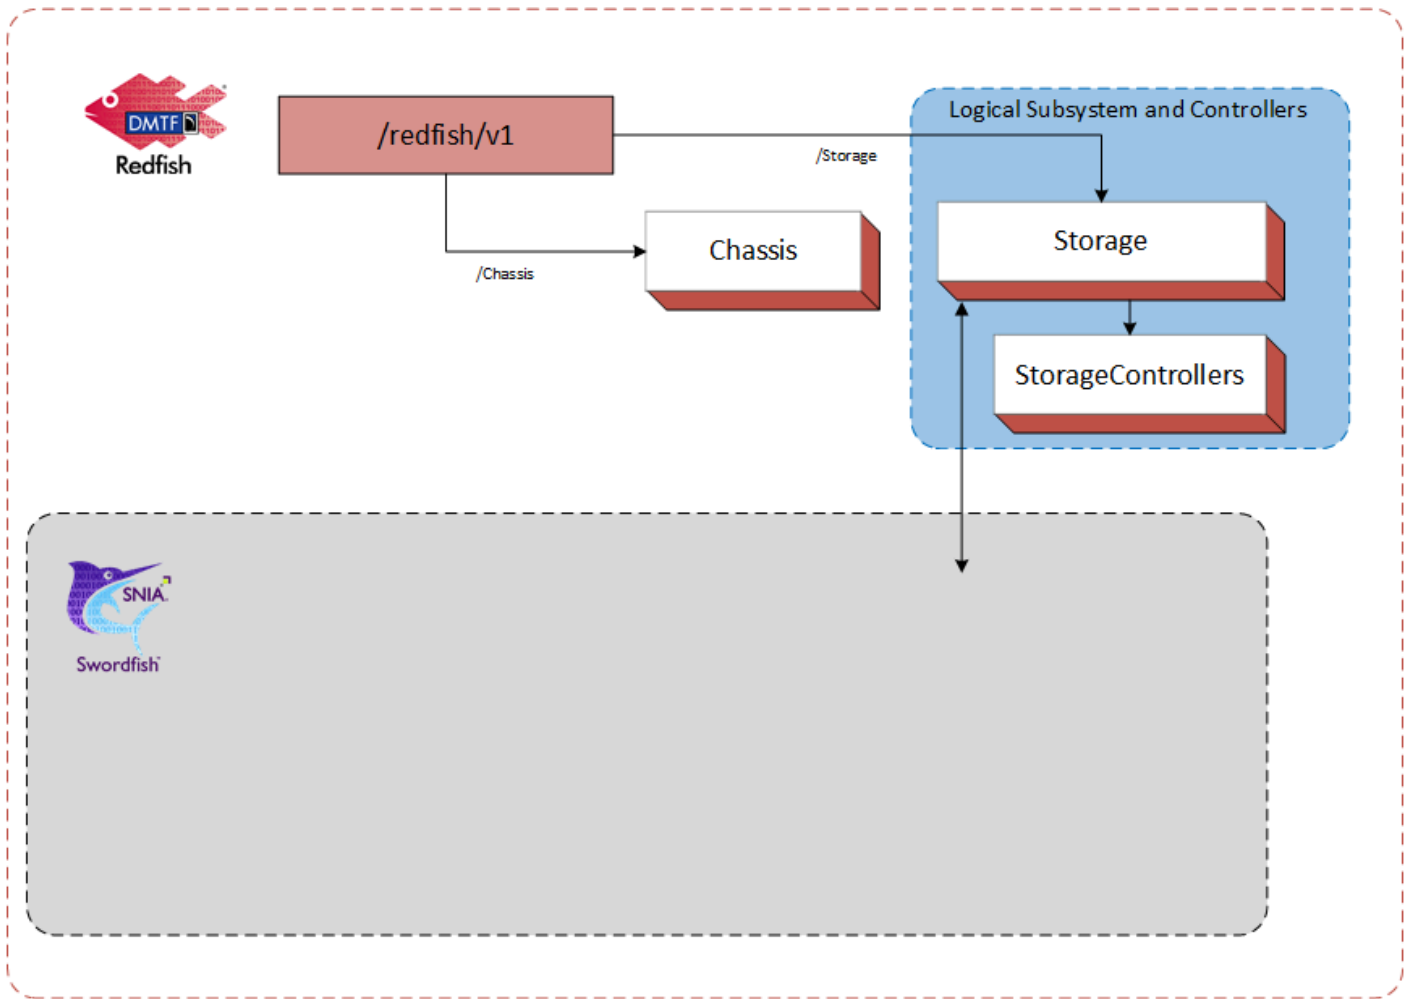 Logical Subsystem and Controllers
DMTF
Redfish
/redfish/v1
/Storage
Storage
Chassis
/Chassis
StorageControllers
SNIA
Swordfish